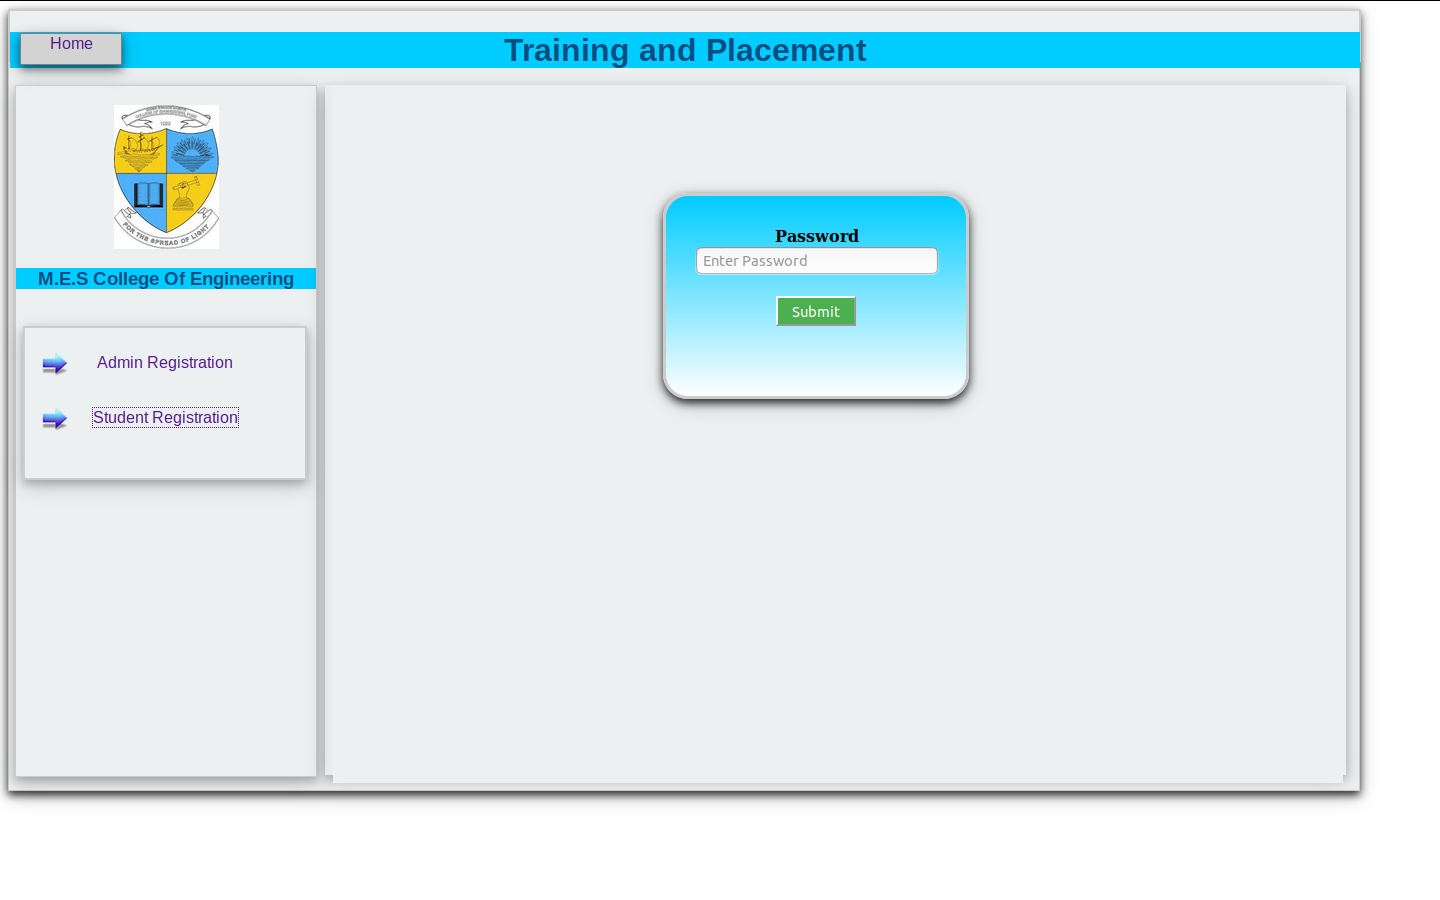 Home
Training and Placement
1999
FOR THE SPREAD OF LIGHT
M.E.S College Of Engineering
Admin Registration
Student Registration
Password
Enter Password
Submit